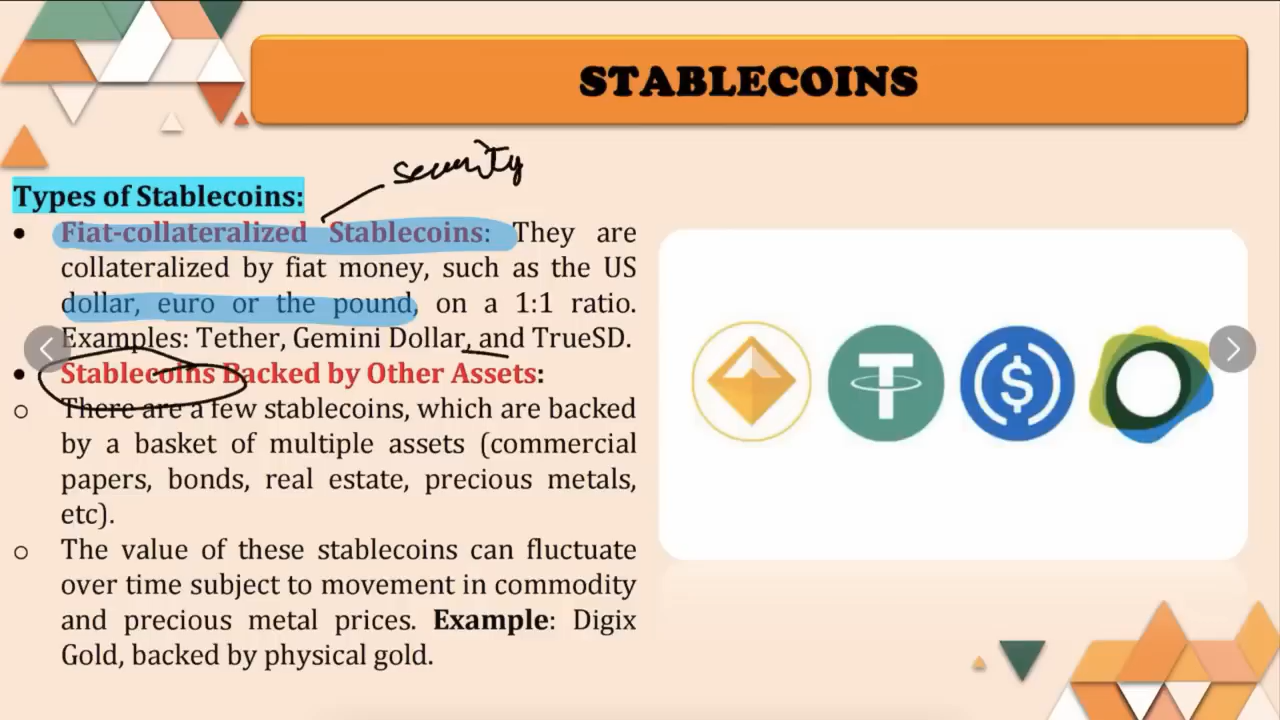 STABLECOINS
security
Types of Stablecoins:
• Fiat-collateralized Stablecoins: They are
collateralized by fiat money, such as the US
dollar, euro or the pound, on a 1:1 ratio.
Examples: Tether, Gemini Dollar, and TrueSD.
• Stablecoins Backed by Other Assets:
o There are a few stablecoins, which are backed
by a basket of multiple assets (commercial
papers, bonds, real estate, precious metals,
etc).
o The value of these stablecoins can fluctuate
over time subject to movement in commodity
and precious metal prices. Example: Digix
Gold, backed by physical gold.